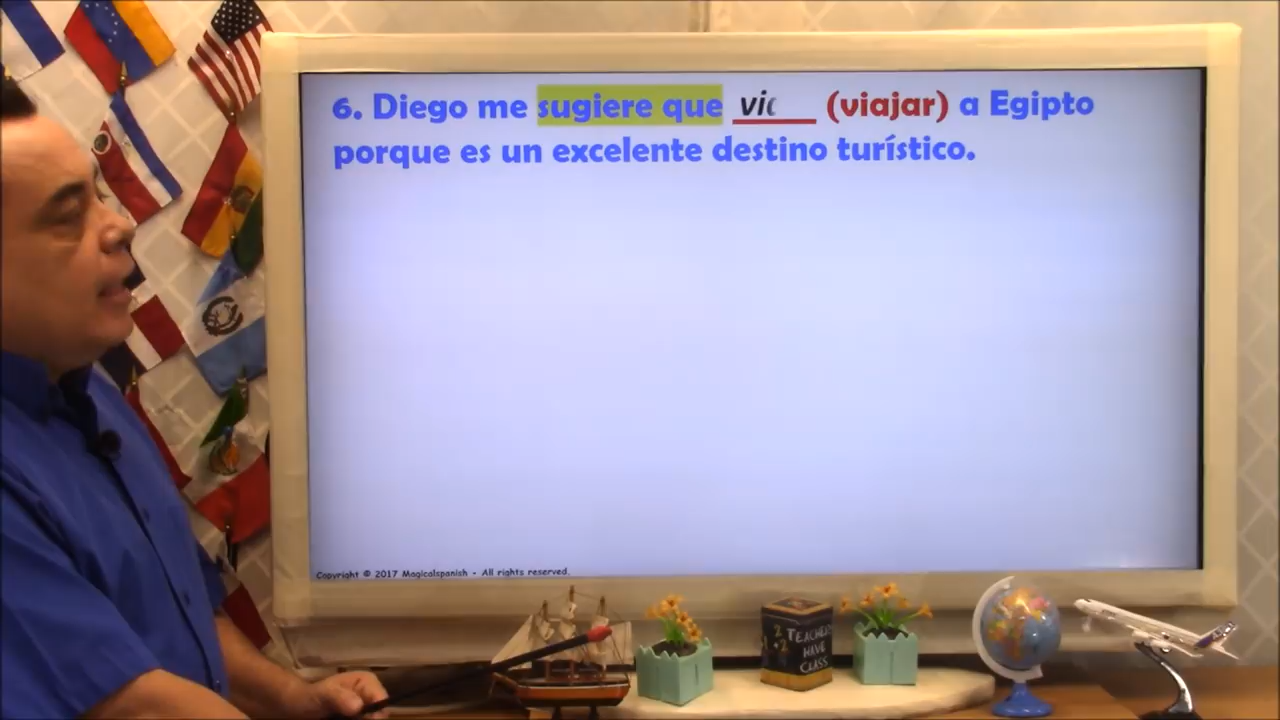 6. Diego me sugiere que via (viajar) a Egipto
porque es un excelente destino turístico.
Copyright © 2017 Magicalspanish - All rights reserved.
TEACHERS
HAVE
CLASS